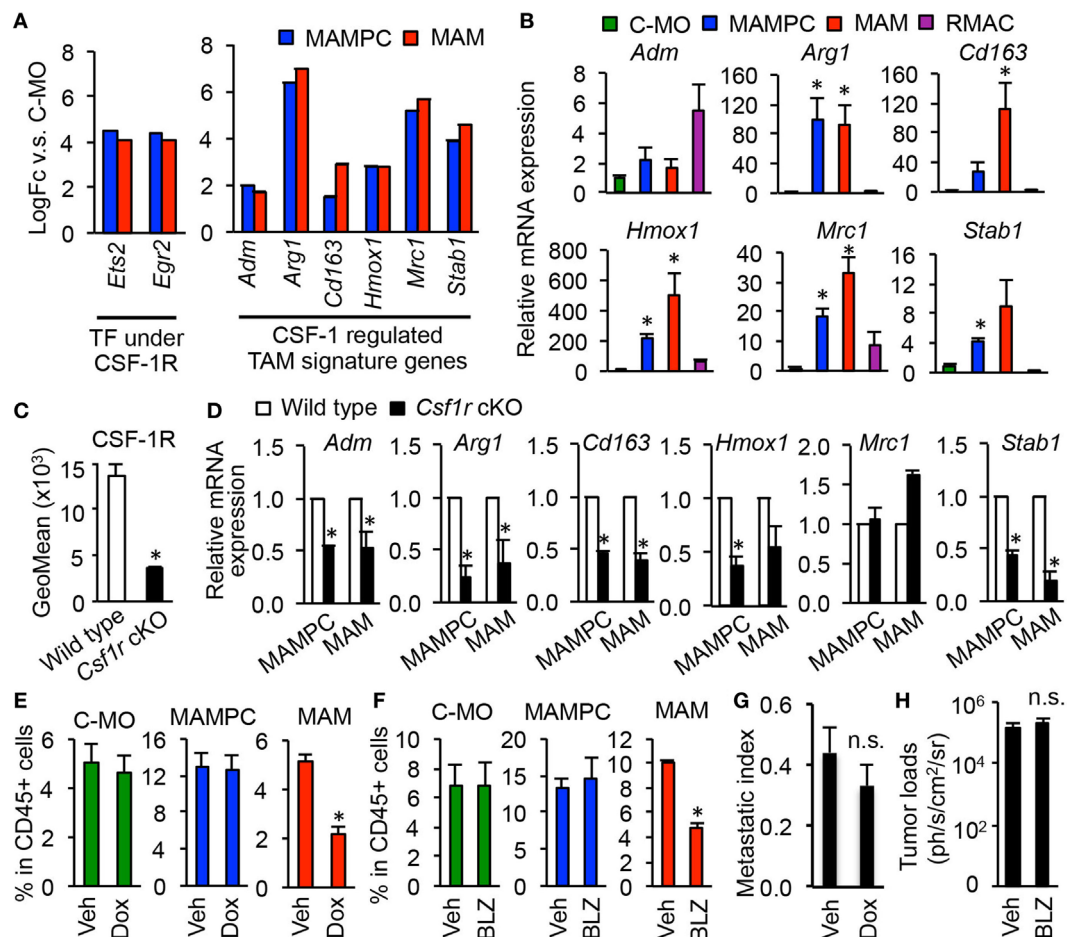 A
MAMPC MAM
LogFc v.s. C-MO
8
6
4
2
0
Ets2
Egr2
TF under
CSF-1R
8
6
4
2
0
Adm
Arg1
Cd163
Hmox1
Mrc1
Stab1
CSF-1 regulated
TAM signature genes
B
C-MO MAMPC MAM RMAC
Relative mRNA expression
Adm
8
6
4
2
0
Arg1
160
120
80
40
0
* *
Cd163
160
120
80
40
0
*
Hmox1
800
600
400
200
0
* *
Mrc1
40
30
20
10
0
* *
Stab1
16
12
8
4
0
*
C
CSF-1R
GeoMean (x10³)
15
10
5
0
*
Wild type
Csf1r cKO
D
Wild type Csf1r cKO
Relative mRNA
expression
Adm
1.5
1.0
0.5
0.0
* *
MAMPC
MAM
Arg1
1.5
1.0
0.5
0.0
* *
MAMPC
MAM
Cd163
1.5
1.0
0.5
0.0
* *
MAMPC
MAM
Hmox1
1.5
1.0
0.5
0.0
*
MAMPC
MAM
Mrc1
2.0
1.5
1.0
0.5
0.0
MAMPC
MAM
Stab1
1.5
1.0
0.5
0.0
* *
MAMPC
MAM
E
% in CD45+ cells
C-MO
6
4
2
0
Veh
Dox
MAMPC
16
12
8
4
0
Veh
Dox
MAM
6
4
2
0
*
Veh
Dox
F
% in CD45+ cells
C-MO
10
8
6
4
2
0
Veh
BLZ
MAMPC
20
15
10
5
0
Veh
BLZ
MAM
12
10
8
6
4
2
0
*
Veh
BLZ
G
Metastatic index
0.6
0.4
0.2
0.0
n.s.
Veh
Dox
H
Tumor loads
(ph/s/cm²/sr)
n.s.
10⁶
10⁴
10²
0
Veh
BLZ